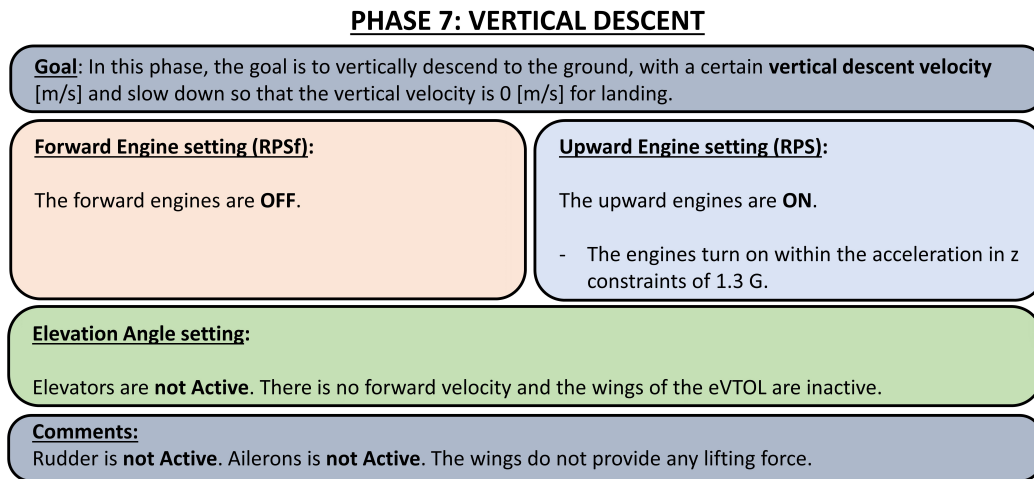 PHASE 7: VERTICAL DESCENT
Goal: In this phase, the goal is to vertically descend to the ground, with a certain vertical descent velocity
[m/s] and slow down so that the vertical velocity is 0 [m/s] for landing.
Forward Engine setting (RPSf):
The forward engines are OFF.
Upward Engine setting (RPS):
The upward engines are ON.
- The engines turn on within the acceleration in z
constraints of 1.3 G.
Elevation Angle setting:
Elevators are not Active. There is no forward velocity and the wings of the eVTOL are inactive.
Comments:
Rudder is not Active. Ailerons is not Active. The wings do not provide any lifting force.